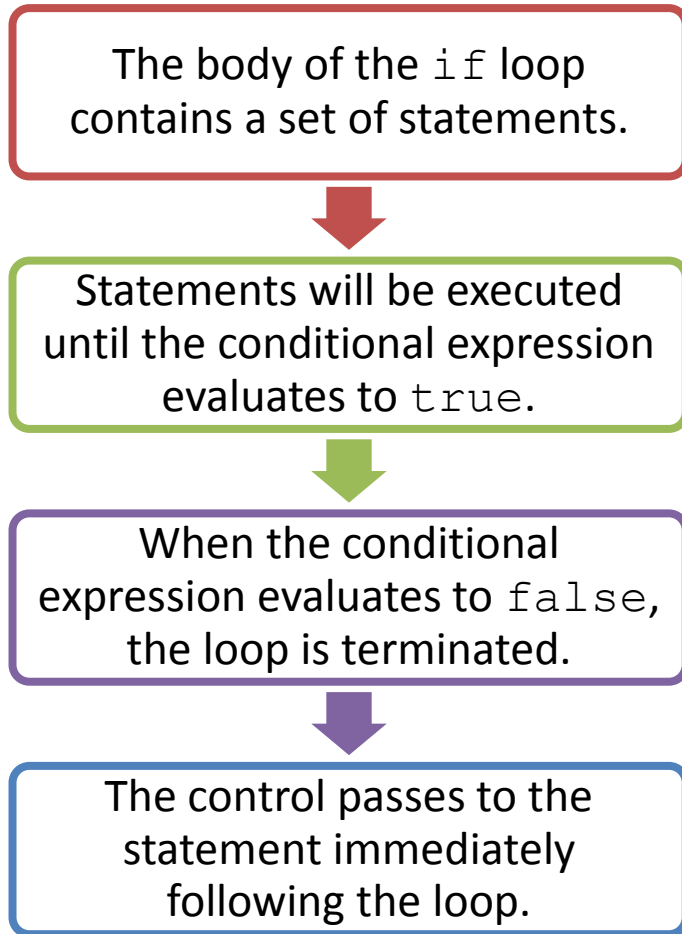 The body of the if loop
contains a set of statements.
Statements will be executed
until the conditional expression
evaluates to true.
When the conditional
expression evaluates to false,
the loop is terminated.
The control passes to the
statement immediately
following the loop.